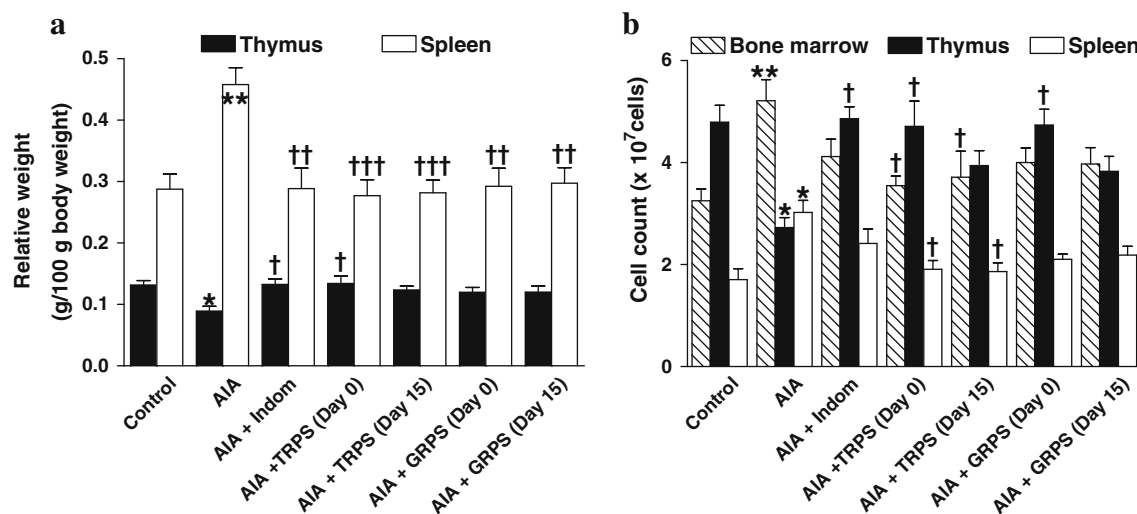 a
Thymus Spleen
Relative weight
(g/100 g body weight)
0.5
0.4
0.3
0.2
0.1
0.0
*
**
†
††
†
†††
†††
††
††
Control
AIA
AIA + Indom
AIA +TRPS (Day 0)
AIA + TRPS (Day 15)
AIA + GRPS (Day 0)
AIA + GRPS (Day 15)
b
Bone marrow Thymus Spleen
Cell count (x 10⁷cells)
6
4
2
0
**
*
*
†
†
†
†
†
†
†
Control
AIA
AIA + Indom
AIA +TRPS (Day 0)
AIA + TRPS (Day 15)
AIA + GRPS (Day 0)
AIA + GRPS (Day 15)